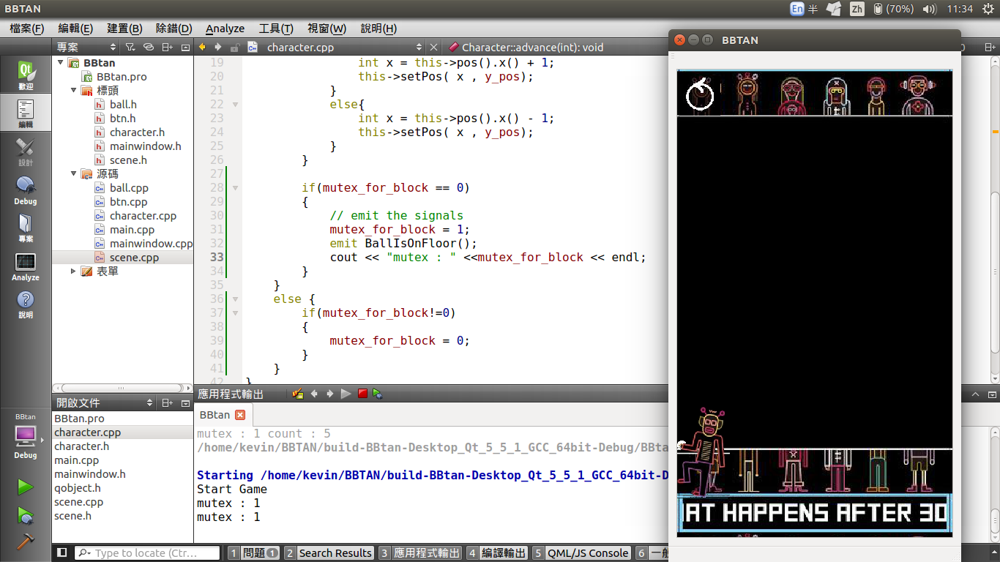 BBTAN
En 半 Zh (70%) 11:34
檔案(F) 編輯(E) 建置(B) 除錯(D) Analyze 工具(T) 視窗(W) 說明(H)
專案
character.cpp
Character::advance(int): void
BBTAN
Qt
歡迎
編輯
設計
Debug
專案
Analyze
說明
BBtan
BBtan.pro
標頭
ball.h
btn.h
character.h
mainwindow.h
scene.h
源碼
ball.cpp
btn.cpp
character.cpp
main.cpp
mainwindow.cpp
scene.cpp
表單
19 int x = this->pos().x() + 1;
20 this->setPos( x , y_pos);
21 }
22 else{
23 int x = this->pos().x() - 1;
24 this->setPos( x , y_pos);
25 }
26 }
27
28 if(mutex_for_block == 0)
29 {
30 // emit the signals
31 mutex_for_block = 1;
32 emit BallIsOnFloor();
33 cout << "mutex : " <<mutex_for_block << endl;
34 }
35 }
36 else {
37 if(mutex_for_block!=0)
38 {
39 mutex_for_block = 0;
40 }
41 }
42 }
開啟文件
BBtan.pro
character.cpp
character.h
main.cpp
mainwindow.h
qobject.h
scene.cpp
scene.h
BBtan
Debug
應用程式輸出
BBtan
mutex : 1 count : 5
/home/kevin/BBTAN/build-BBtan-Desktop_Qt_5_5_1_GCC_64bit-Debug/BBta
Starting /home/kevin/BBTAN/build-BBtan-Desktop_Qt_5_5_1_GCC_64bit-D
Start Game
mutex : 1
mutex : 1
AT HAPPENS AFTER 30
Type to locate (Ctr...
1 問題 1 2 Search Results 3 應用程式輸出 4 編譯輸出 5 QML/JS Console 6 一般